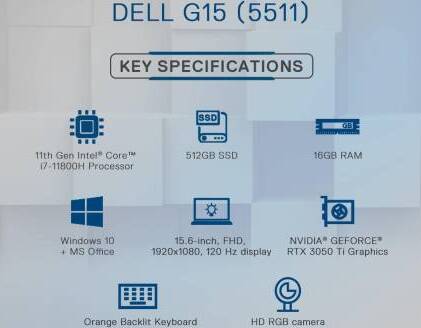 DELL G15 (5511)
KEY SPECIFICATIONS
SSD
GB
11th Gen Intel® Core™
i7-11800H Processor
512GB SSD
16GB RAM
Windows 10
+ MS Office
15.6-inch, FHD,
1920x1080, 120 Hz display
NVIDIA® GEFORCE®
RTX 3050 Ti Graphics
Orange Backlit Keyboard
HD RGB camera